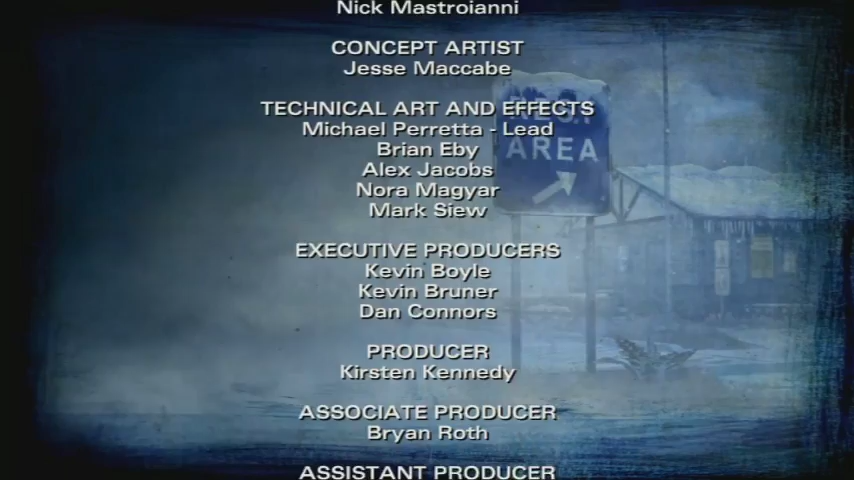 Nick Mastroianni
CONCEPT ARTIST
Jesse Maccabe
TECHNICAL ART AND EFFECTS
Michael Perretta - Lead
Brian Eby
Alex Jacobs
Nora Magyar
Mark Siew
REST
AREA
EXECUTIVE PRODUCERS
Kevin Boyle
Kevin Bruner
Dan Connors
PRODUCER
Kirsten Kennedy
ASSOCIATE PRODUCER
Bryan Roth
ASSISTANT PRODUCER